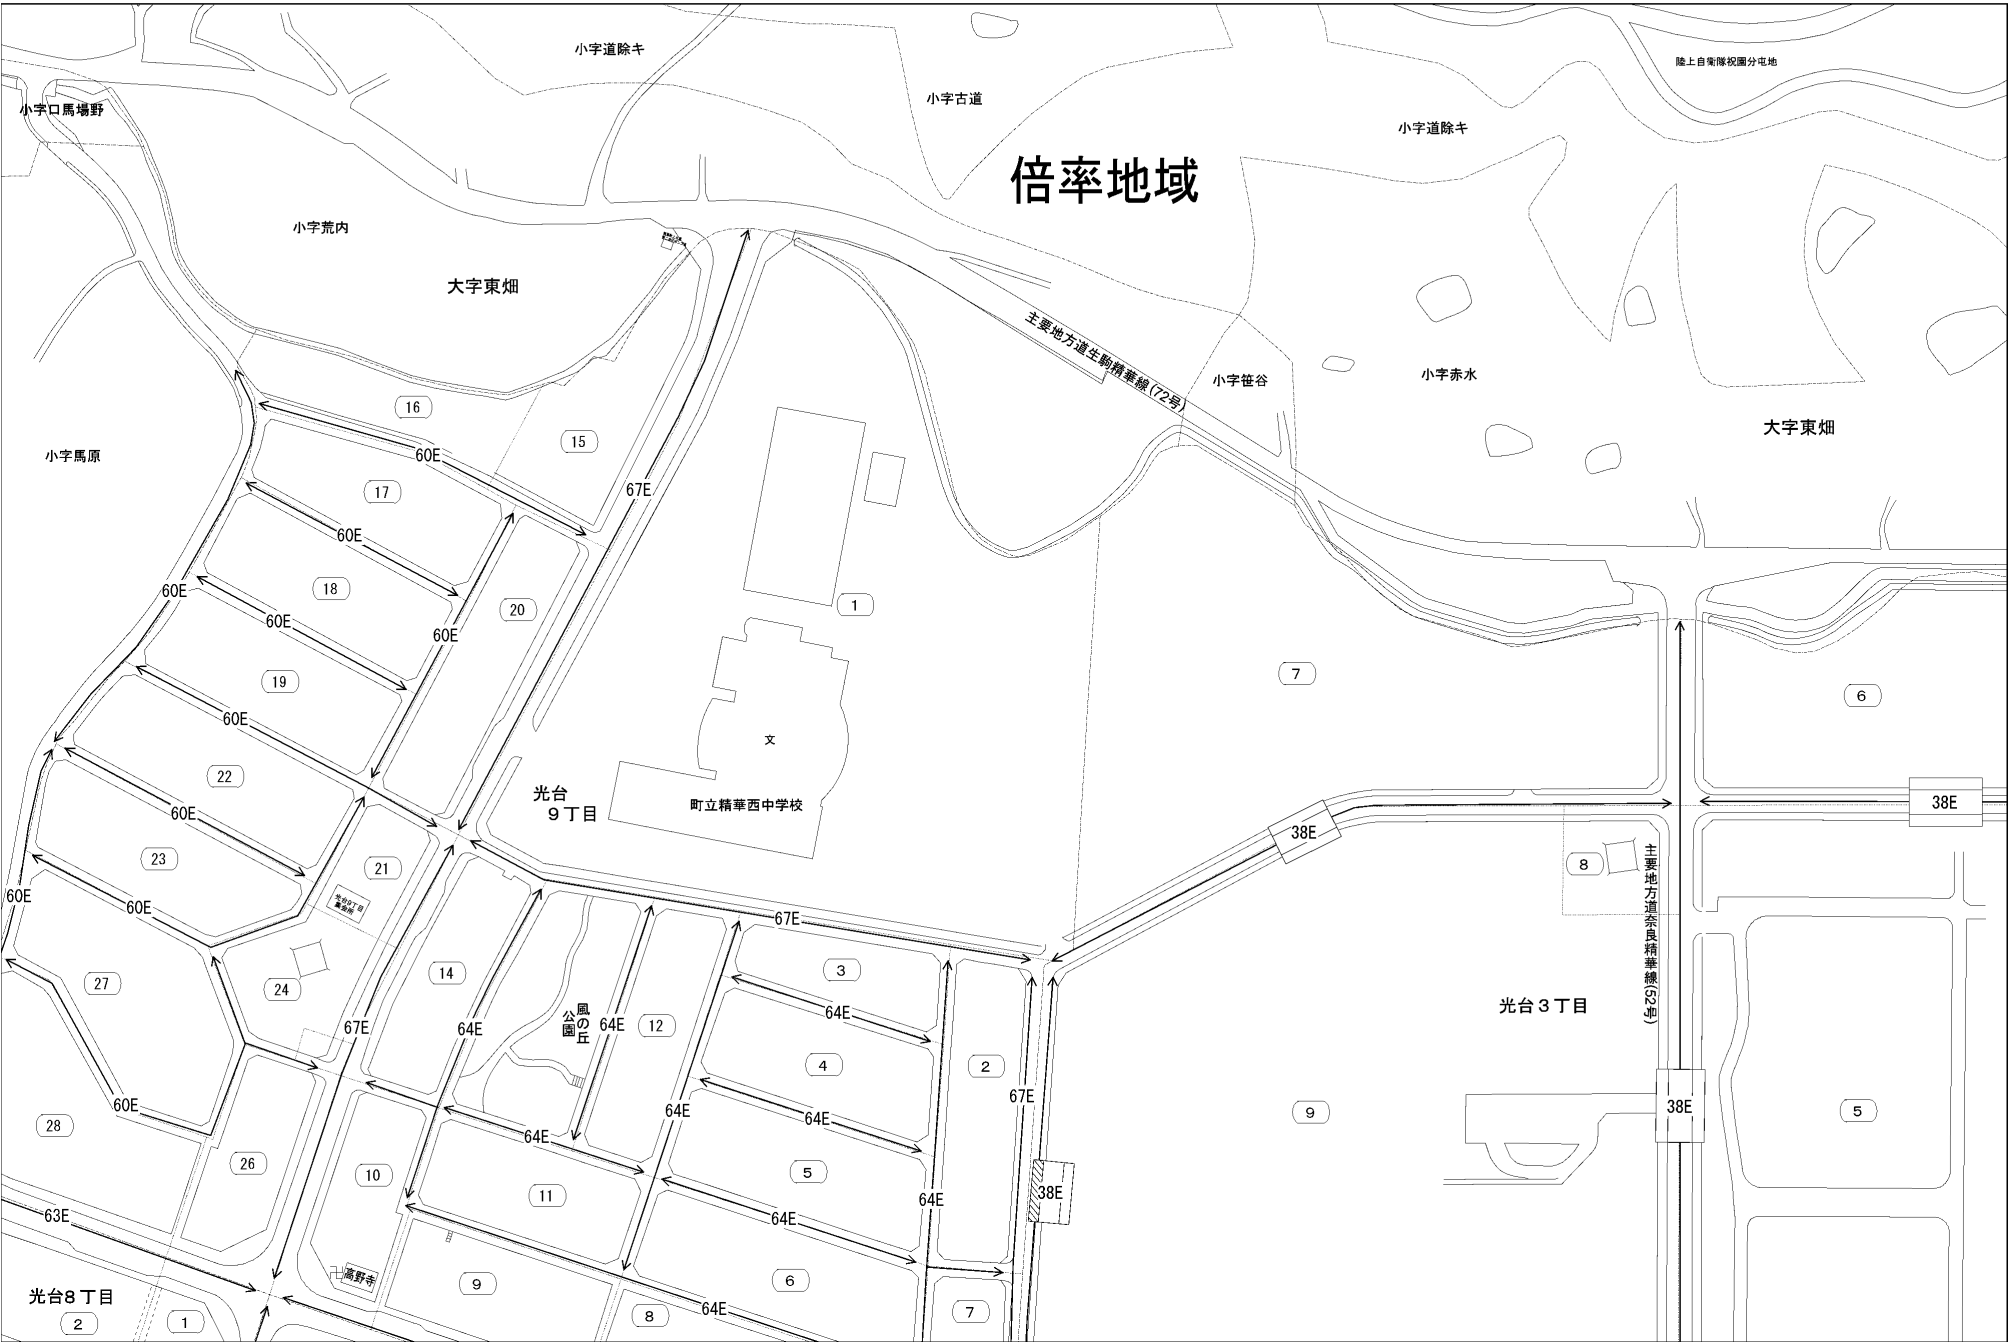 小字道除キ
陸上自衛隊祝園分屯地
小字古道
小字口馬場野
小字道除キ
倍率地域
小字荒内
大字東畑
主要地方道生駒精華線(72号)
小字笹谷
小字赤水
16
大字東畑
15
小字馬原
60E
17
67E
60E
18
60E
20
1
60E
60E
7
19
6
60E
文
22
光台
9丁目
町立精華西中学校
38E
60E
38E
23
21
8
主要地方道奈良精華線(52号)
60E
光台9丁目
集会所
60E
67E
3
14
27
24
光台3丁目
風の丘
公園
64E
12
64E
67E
64E
4
2
67E
60E
64E
64E
38E
9
5
28
64E
26
10
5
11
38E
64E
63E
64E
高野寺
9
6
光台8丁目
2
1
8
64E
7